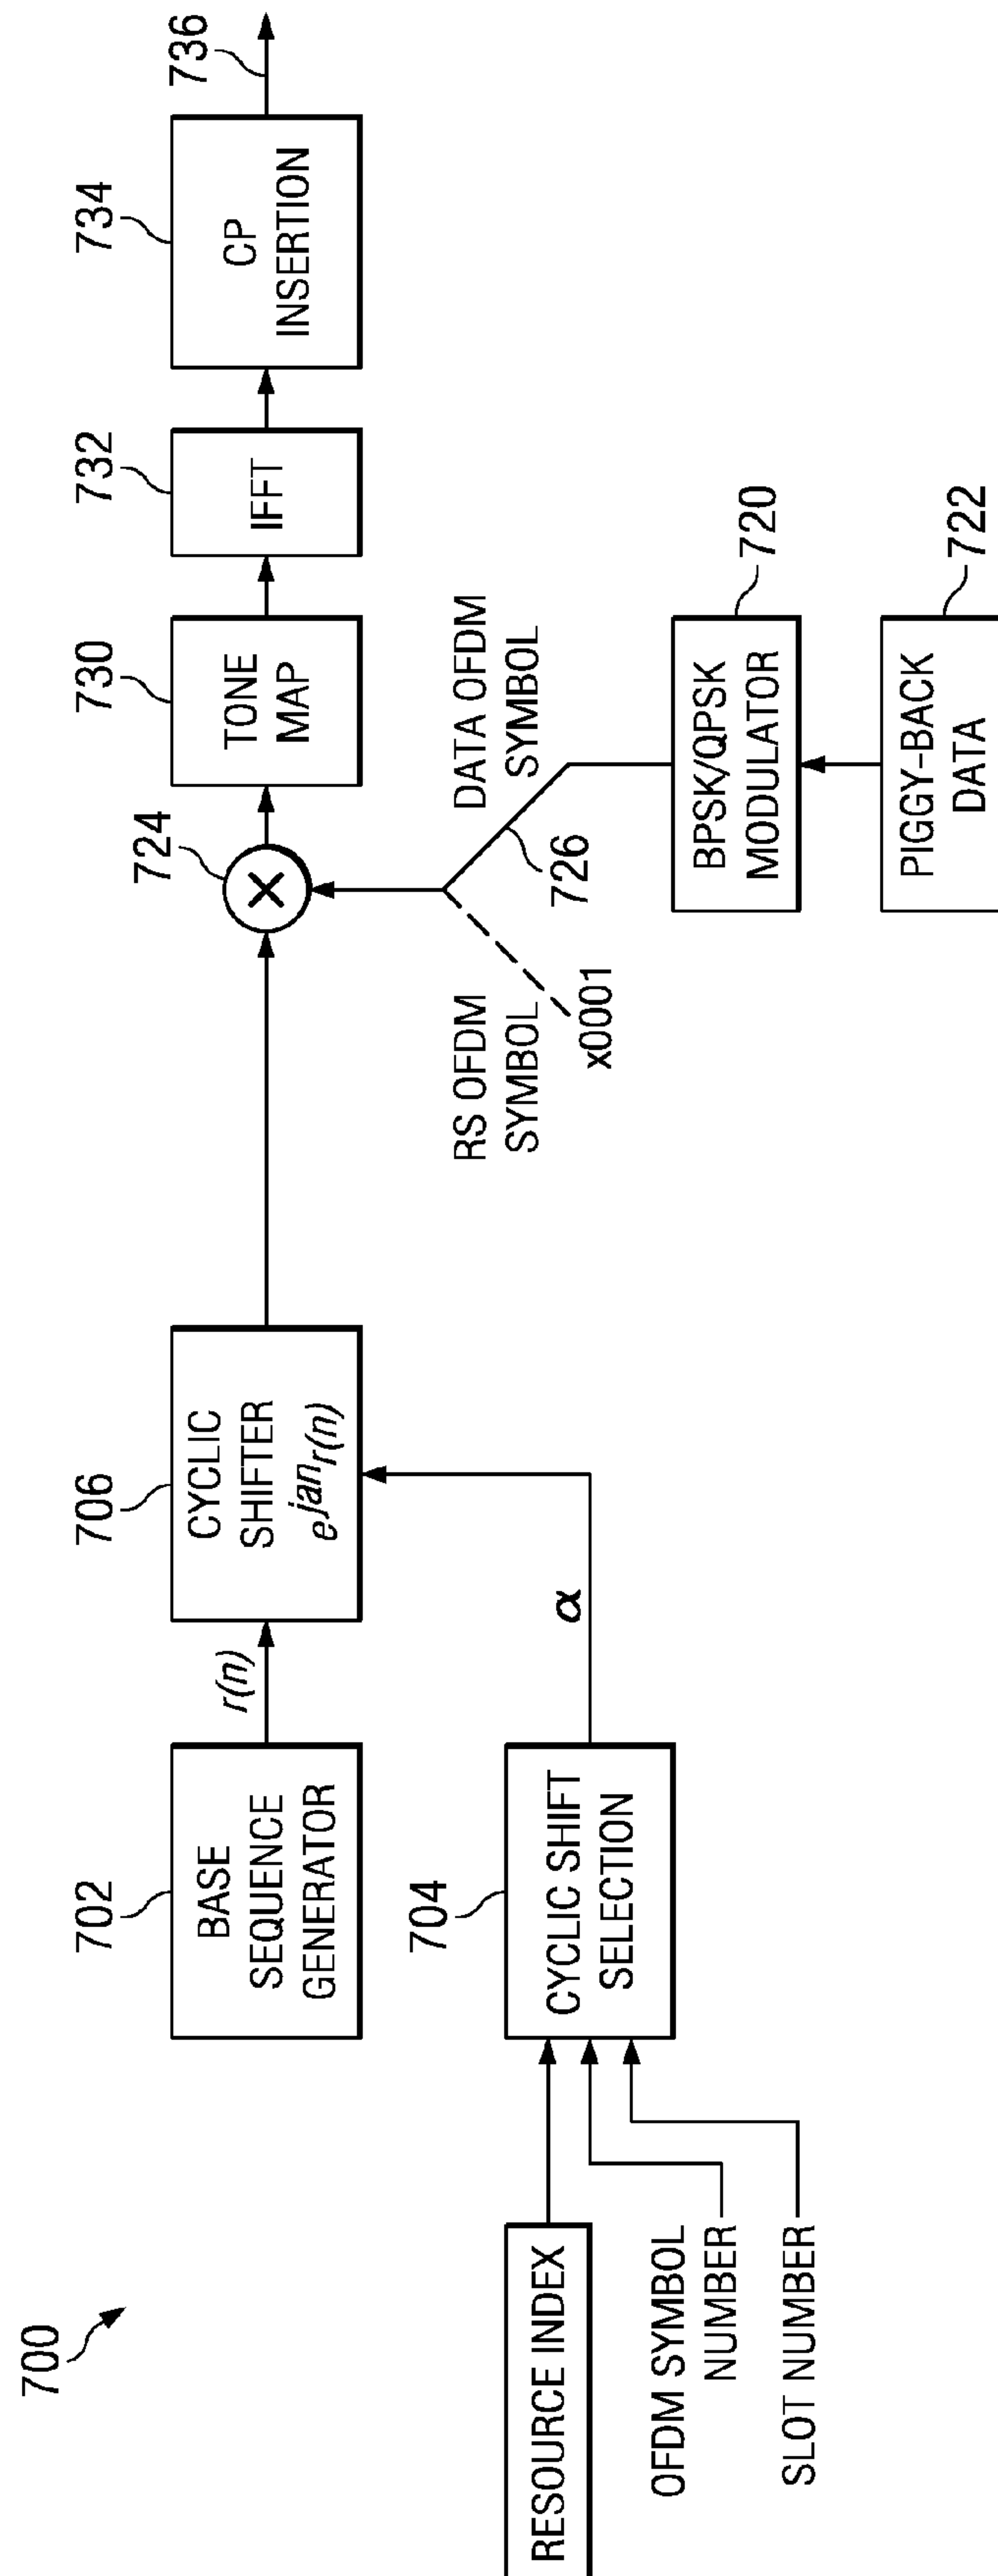 700
702
BASE
SEQUENCE
GENERATOR
r(n)
706
CYCLIC
SHIFTER
e^{jan}r(n)
724
×
730
TONE
MAP
732
IFFT
734
CP
INSERTION
736
RESOURCE INDEX
OFDM SYMBOL
NUMBER
SLOT NUMBER
704
CYCLIC SHIFT
SELECTION
α
RS OFDM
SYMBOL
x0001
DATA OFDM
SYMBOL
726
BPSK/QPSK
MODULATOR
720
PIGGY-BACK
DATA
722